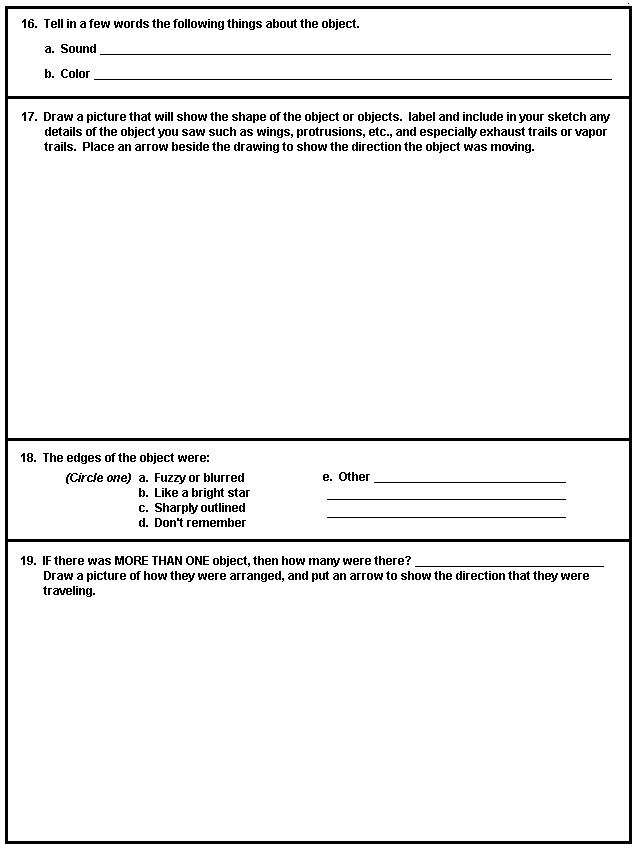 16. Tell in a few words the following things about the object.
a. Sound
b. Color
17. Draw a picture that will show the shape of the object or objects. label and include in your sketch any
details of the object you saw such as wings, protrusions, etc., and especially exhaust trails or vapor
trails. Place an arrow beside the drawing to show the direction the object was moving.
18. The edges of the object were:
(Circle one) a. Fuzzy or blurred
b. Like a bright star
c. Sharply outlined
d. Don't remember
e. Other
19. IF there was MORE THAN ONE object, then how many were there?
Draw a picture of how they were arranged, and put an arrow to show the direction that they were
traveling.